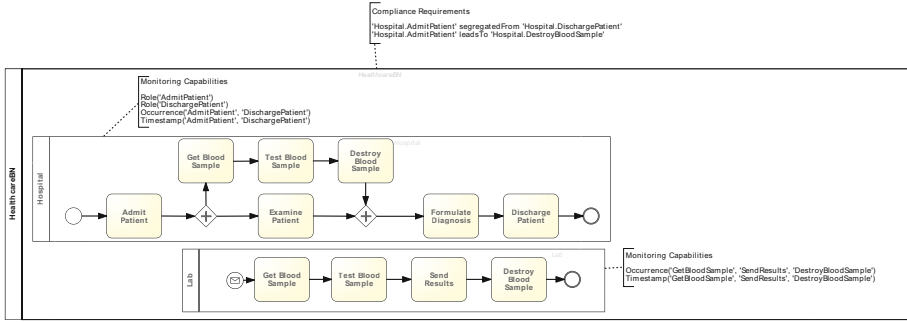 Compliance Requirements
'Hospital.AdmitPatient' segregatedFrom 'Hospital.DischargePatient'
'Hospital.AdmitPatient' leadsTo 'Hospital.DestroyBloodSample'
HealthcareBN
HealthcareBN
Monitoring Capabilities
Role('AdmitPatient')
Role('DischargePatient')
Occurrence('AdmitPatient', 'DischargePatient')
Timestamp('AdmitPatient', 'DischargePatient')
Hospital
Hospital
Get Blood
Sample
Test Blood
Sample
Destroy
Blood
Sample
Admit
Patient
Examine
Patient
Formulate
Diagnosis
Discharge
Patient
Lab
Lab
Get Blood
Sample
Test Blood
Sample
Send
Results
Destroy
Blood
Sample
Monitoring Capabilities
Occurrence('GetBloodSample', 'SendResults', 'DestroyBloodSample')
Timestamp('GetBloodSample', 'SendResults', 'DestroyBloodSample')